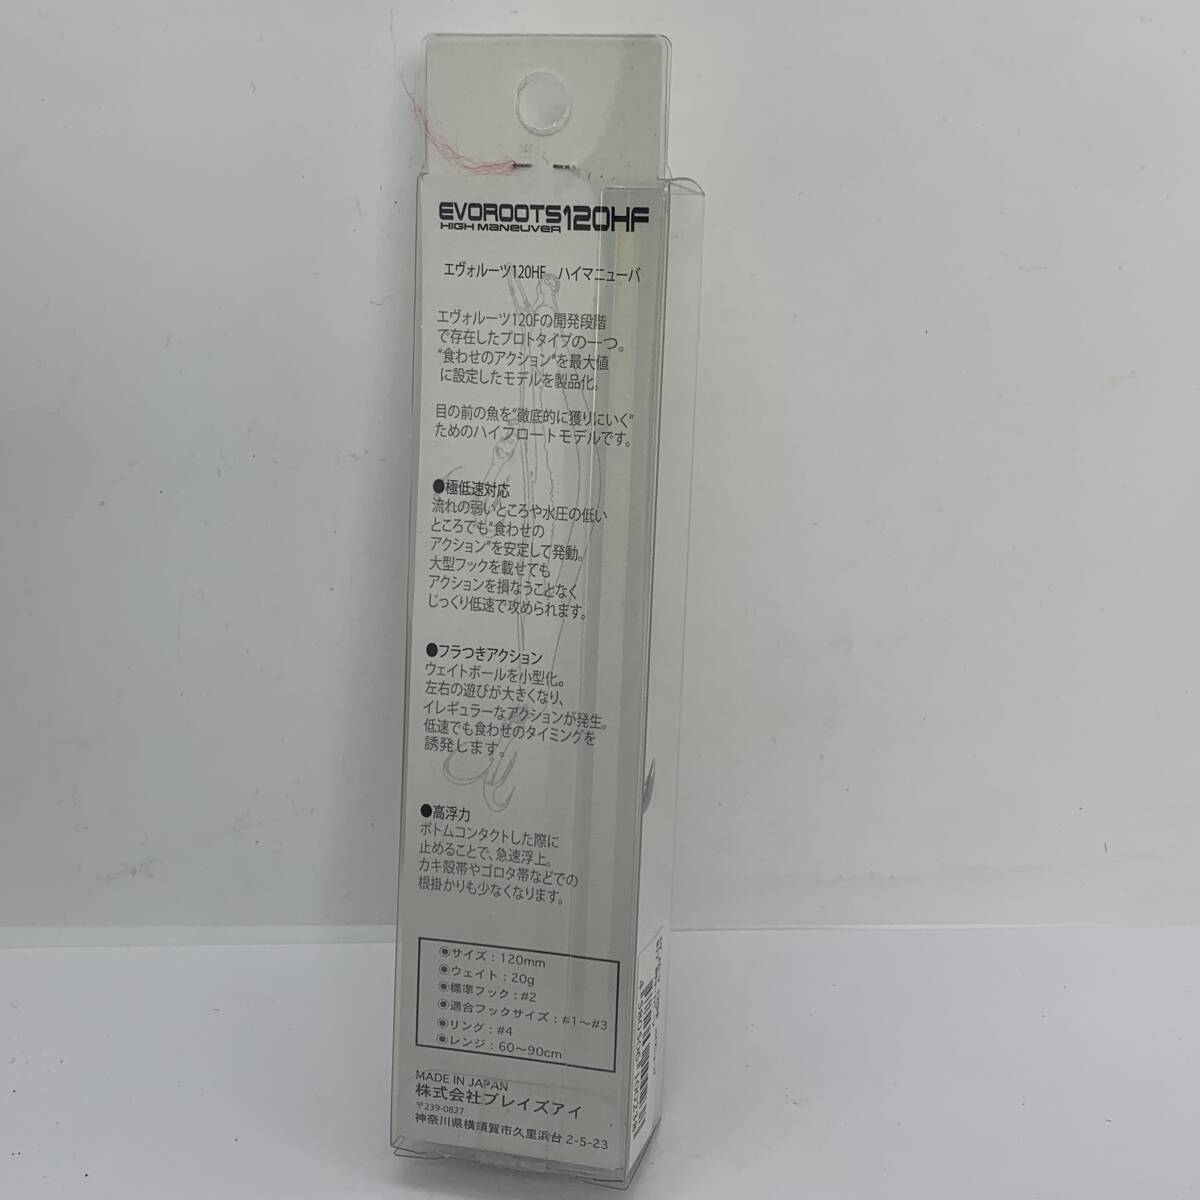 EVOROOTS120HF
HIGH MANEUVER
エヴォルーツ120HF ハイマニューバ
エヴォルーツ120Fの開発段階
で存在したプロトタイプの一つ。
“食わせのアクション“を最大値
に設定したモデルを製品化。
目の前の魚を“徹底的に獲りにいく“
ためのハイフロートモデルです。
●極低速対応
流れの弱いところや水圧の低い
ところでも“食わせの
アクション“を安定して発動。
大型フックを載せても
アクションを損なうことなく
じっくり低速で攻められます。
●フラつきアクション
ウェイトボールを小型化。
左右の遊びが大きくなり、
イレギュラーなアクションが発生。
低速でも食わせのタイミングを
誘発します。
●高浮力
ボトムコンタクトした際に
止めることで、急速浮上。
カキ殻帯やゴロタ帯などでの
根掛かりも少なくなります。
◉サイズ:120mm
◉ウェイト:20g
◉標準フック:#2
◉適合フックサイズ:#1〜#3
◉リング:#4
◉レンジ:60〜90cm
MADE IN JAPAN
株式会社ブレイズアイ
〒239-0827
神奈川県横須賀市久里浜台2-5-23